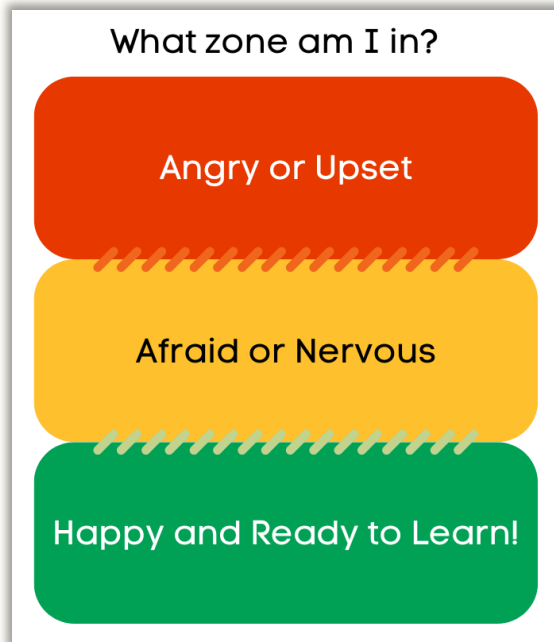 What zone am I in?
Angry or Upset
Afraid or Nervous
Happy and Ready to Learn!